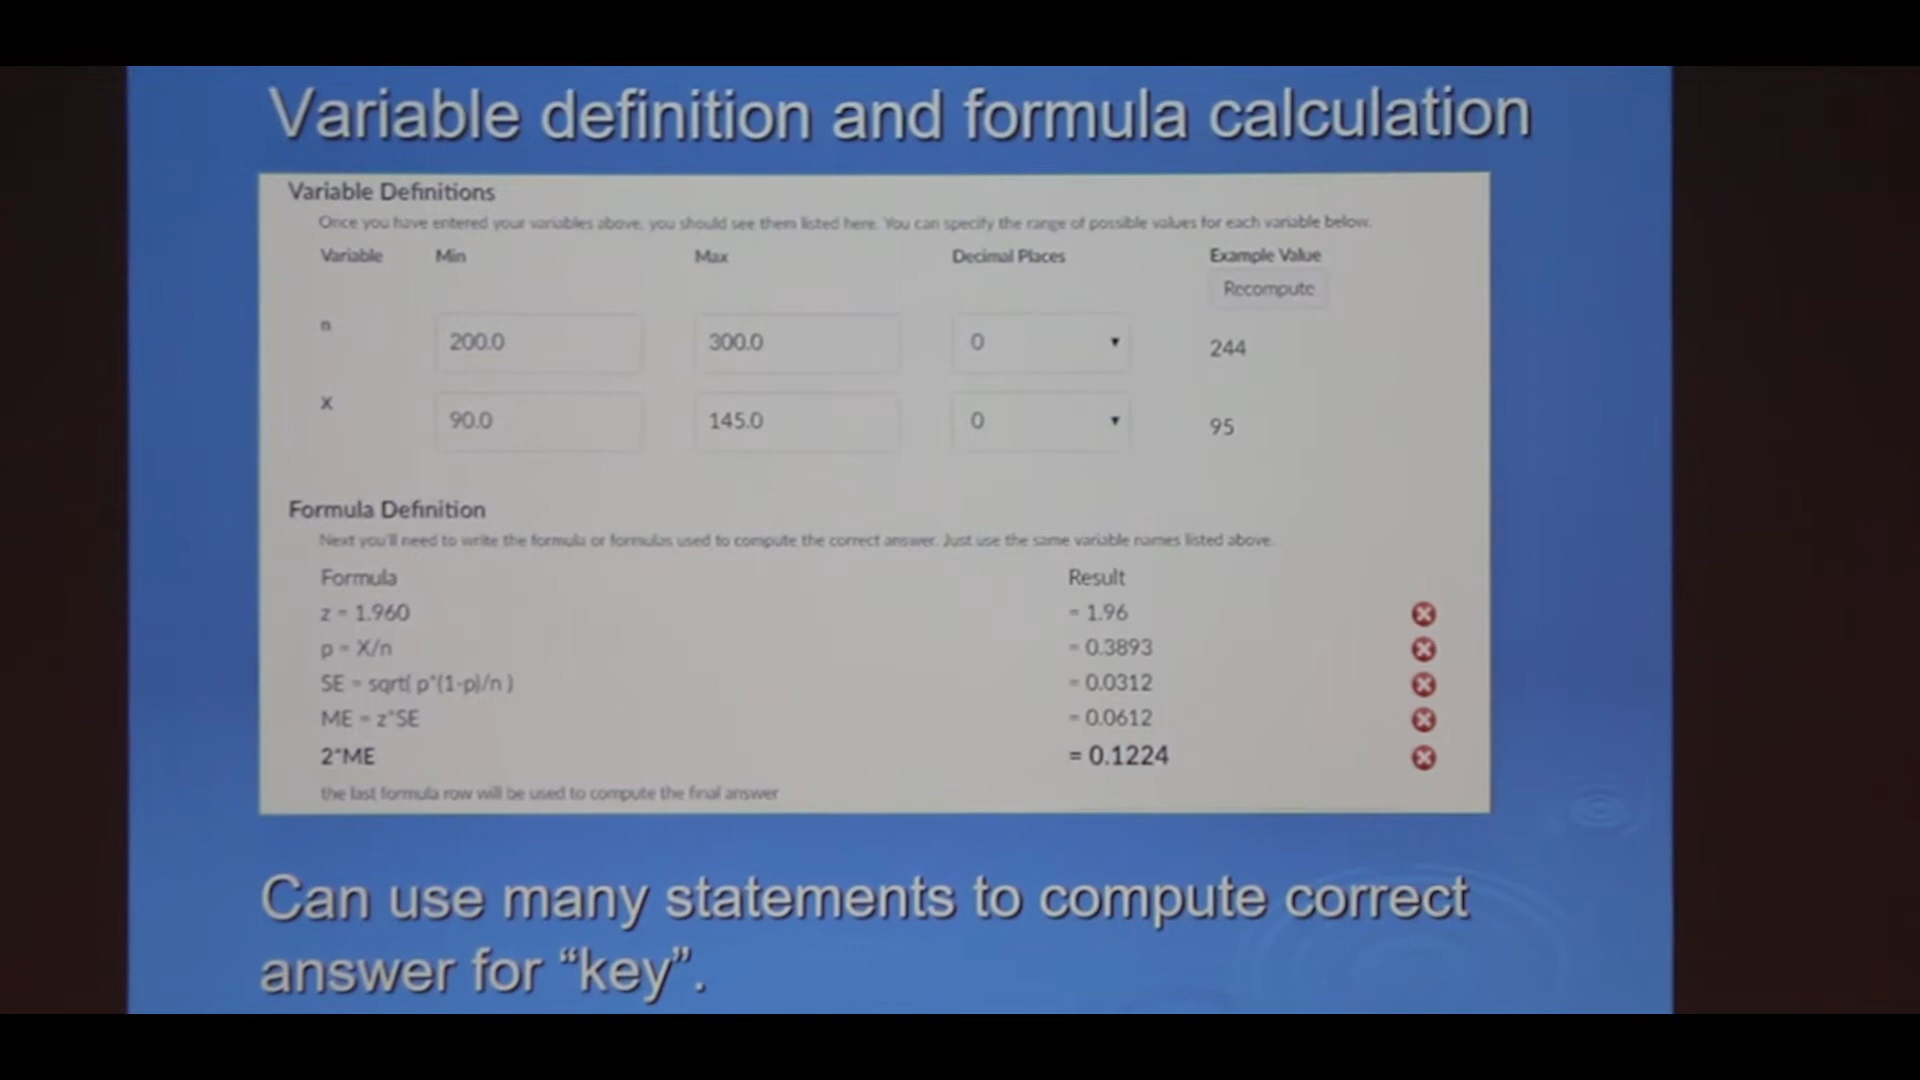 Variable definition and formula calculation
Variable Definitions
Once you have entered your variables above, you should see them listed here. You can specify the range of possible values for each variable below.
Variable Min Max Decimal Places Example Value
Recompute
n 200.0 300.0 0 244
X 90.0 145.0 0 95
Formula Definition
Next you'll need to write the formula or formulas used to compute the correct answer. Just use the same variable names listed above.
Formula Result
z = 1.960 = 1.96
p = X/n = 0.3893
SE = sqrt( p*(1-p)/n ) = 0.0312
ME = z*SE = 0.0612
2*ME = 0.1224
the last formula row will be used to compute the final answer
Can use many statements to compute correct
answer for “key”.